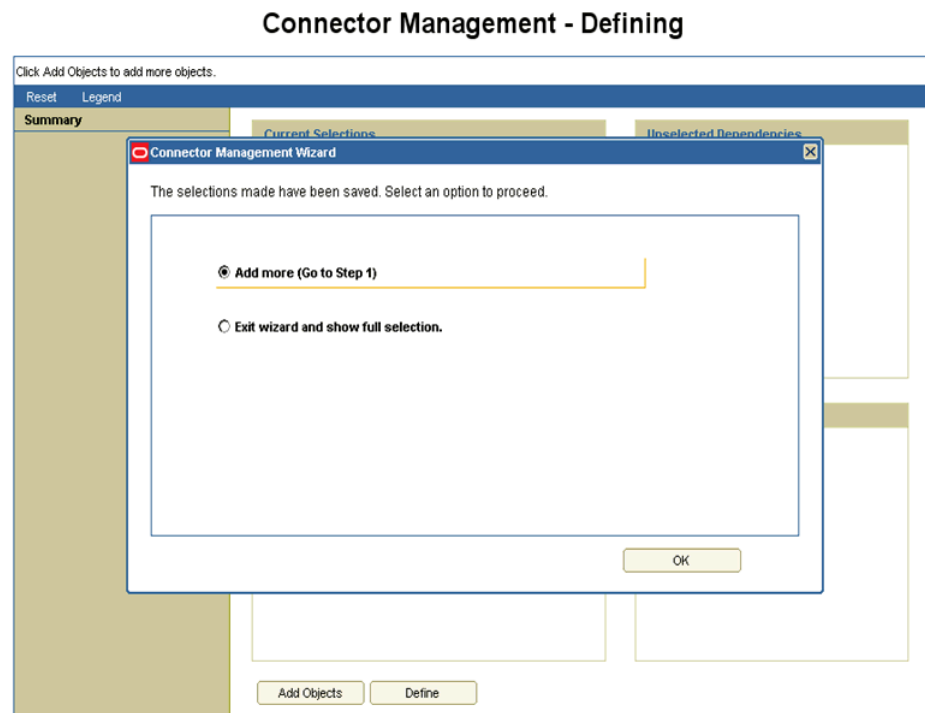 Connector Management - Defining
Click Add Objects to add more objects.
Reset Legend
Summary
Current Selections
Unselected Dependencies
Connector Management Wizard
The selections made have been saved. Select an option to proceed.
Add more (Go to Step 1)
Exit wizard and show full selection.
OK
Add Objects Define